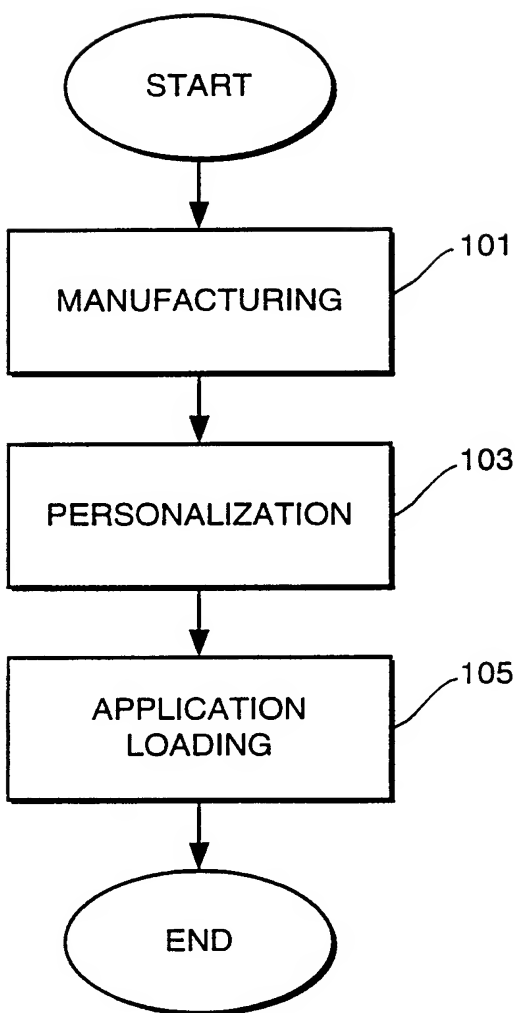 START
101
MANUFACTURING
103
PERSONALIZATION
105
APPLICATION
LOADING
END